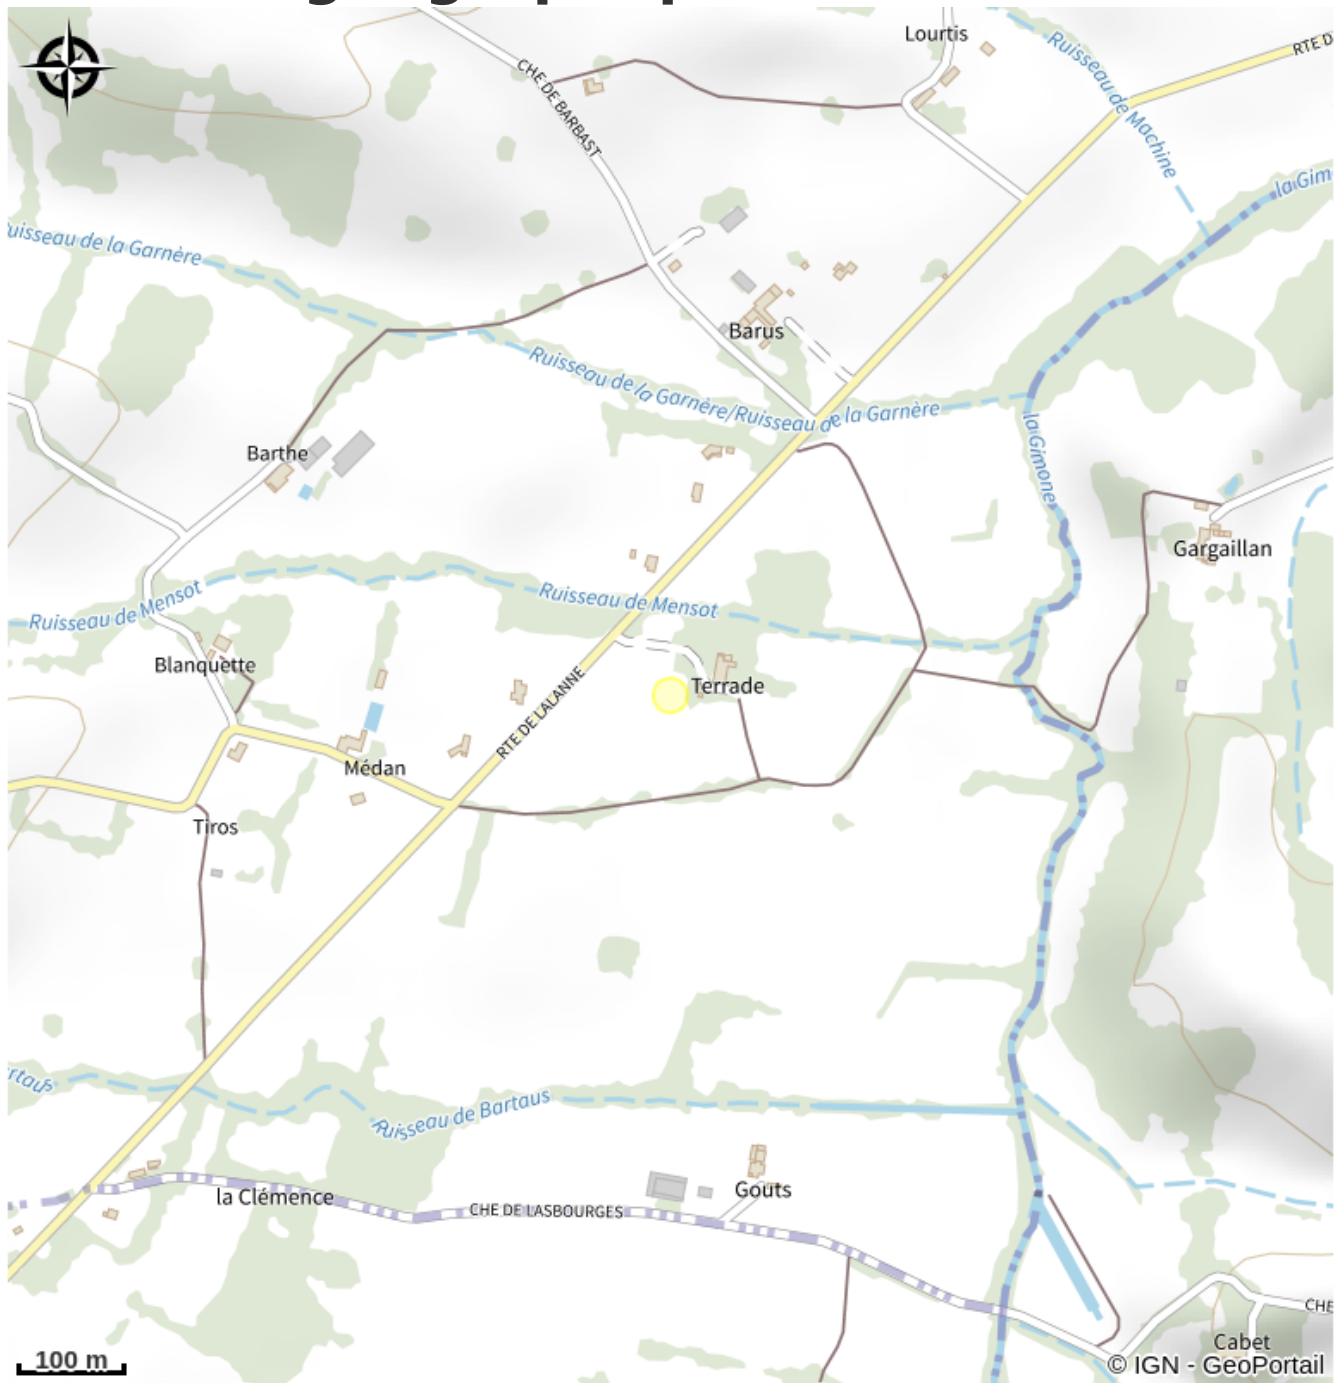 Lourtis
RTE D
CHE DE BARBAST
Ruisseau de Machine
la Gim
uisseau de la Garnère
Barus
Ruisseau de la Garnère/Ruisseau de la Garnère
la Gimone
Barthe
Gargaillan
Ruisseau de Mensot
Ruisseau de Mensot
Blanquette
Terrade
RTE DE LALANNE
Médan
Tiros
rtaus
Ruisseau de Bartaus
la Clémence
Gouts
CHE DE LASBOURGES
CHE
Cabet
100 m
© IGN - GeoPortail